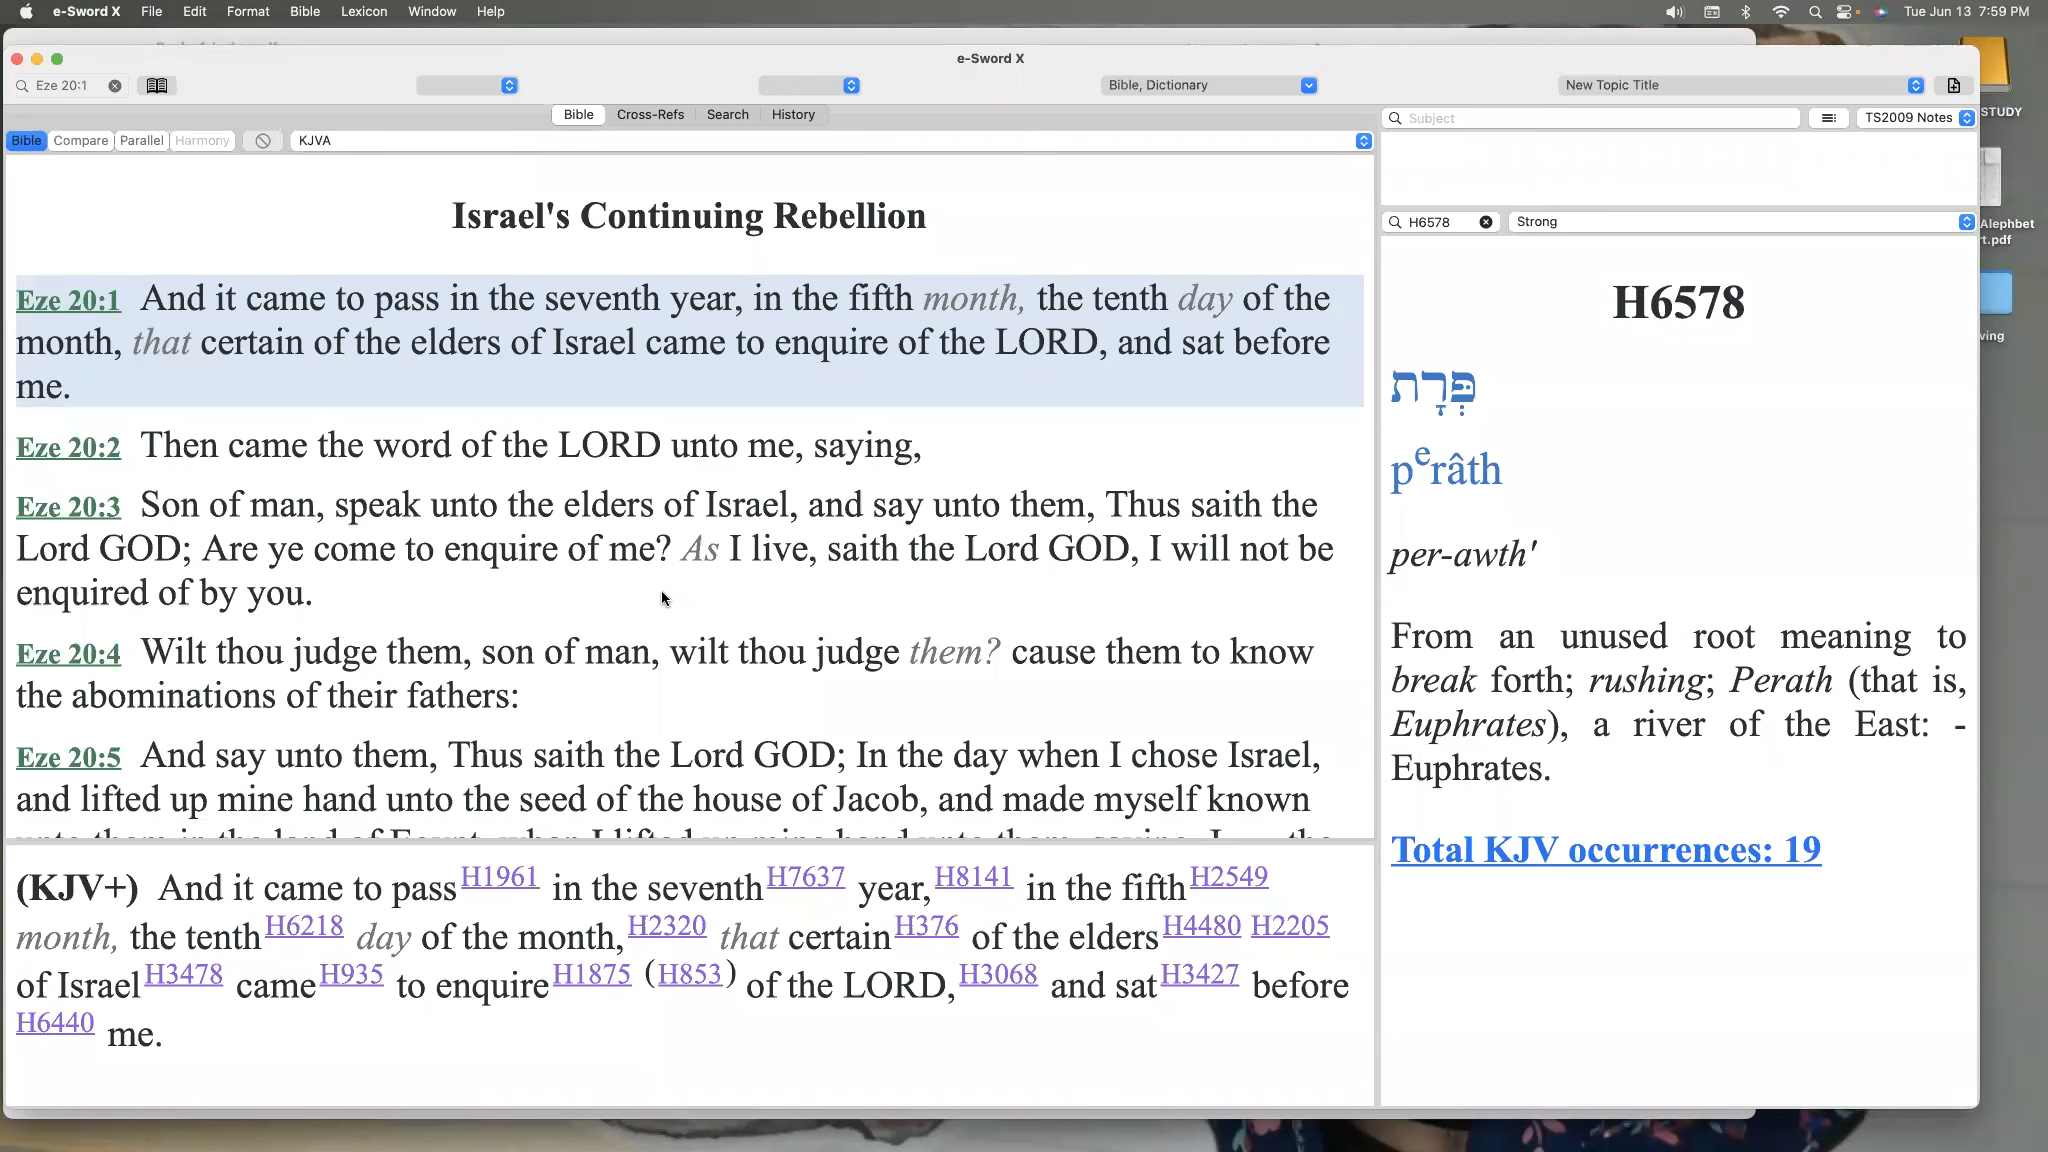 e-Sword X File Edit Format Bible Lexicon Window Help Tue Jun 13 7:59 PM
e-Sword X
Eze 20:1 Bible, Dictionary New Topic Title
Bible Cross-Refs Search History
Subject TS2009 Notes
Bible Compare Parallel Harmony KJVA
Israel's Continuing Rebellion
Eze 20:1 And it came to pass in the seventh year, in the fifth month, the tenth day of the
month, that certain of the elders of Israel came to enquire of the LORD, and sat before
me.
Eze 20:2 Then came the word of the LORD unto me, saying,
Eze 20:3 Son of man, speak unto the elders of Israel, and say unto them, Thus saith the
Lord GOD; Are ye come to enquire of me? As I live, saith the Lord GOD, I will not be
enquired of by you.
Eze 20:4 Wilt thou judge them, son of man, wilt thou judge them? cause them to know
the abominations of their fathers:
Eze 20:5 And say unto them, Thus saith the Lord GOD; In the day when I chose Israel,
and lifted up mine hand unto the seed of the house of Jacob, and made myself known
(KJV+) And it came to pass H1961 in the seventh H7637 year, H8141 in the fifth H2549
month, the tenth H6218 day of the month, H2320 that certain H376 of the elders H4480 H2205
of Israel H3478 came H935 to enquire H1875 (H853) of the LORD, H3068 and sat H3427 before
H6440 me.
H6578 Strong
H6578
פְּרָת
pᵉrâth
per-awth'
From an unused root meaning to
break forth; rushing; Perath (that is,
Euphrates), a river of the East: -
Euphrates.
Total KJV occurrences: 19
STUDY
Alephbet
t.pdf
ving